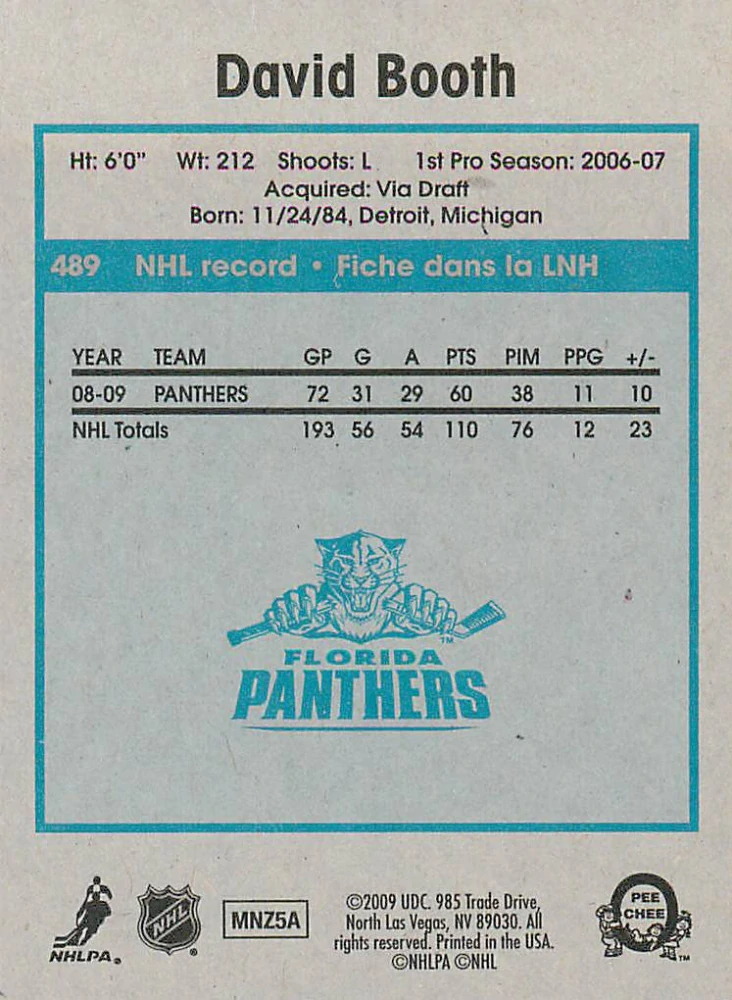 David Booth
Ht: 6'0" Wt: 212 Shoots: L 1st Pro Season: 2006-07
Acquired: Via Draft
Born: 11/24/84, Detroit, Michigan
489 NHL record • Fiche dans la LNH
YEAR TEAM GP G A PTS PIM PPG +/-
08-09 PANTHERS 72 31 29 60 38 11 10
NHL Totals 193 56 54 110 76 12 23
TM
FLORIDA
PANTHERS
NHLPA®
NHL ®
MNZ5A
©2009 UDC. 985 Trade Drive,
North Las Vegas, NV 89030. All
rights reserved. Printed in the USA.
©NHLPA ©NHL
PEE
CHEE
TM